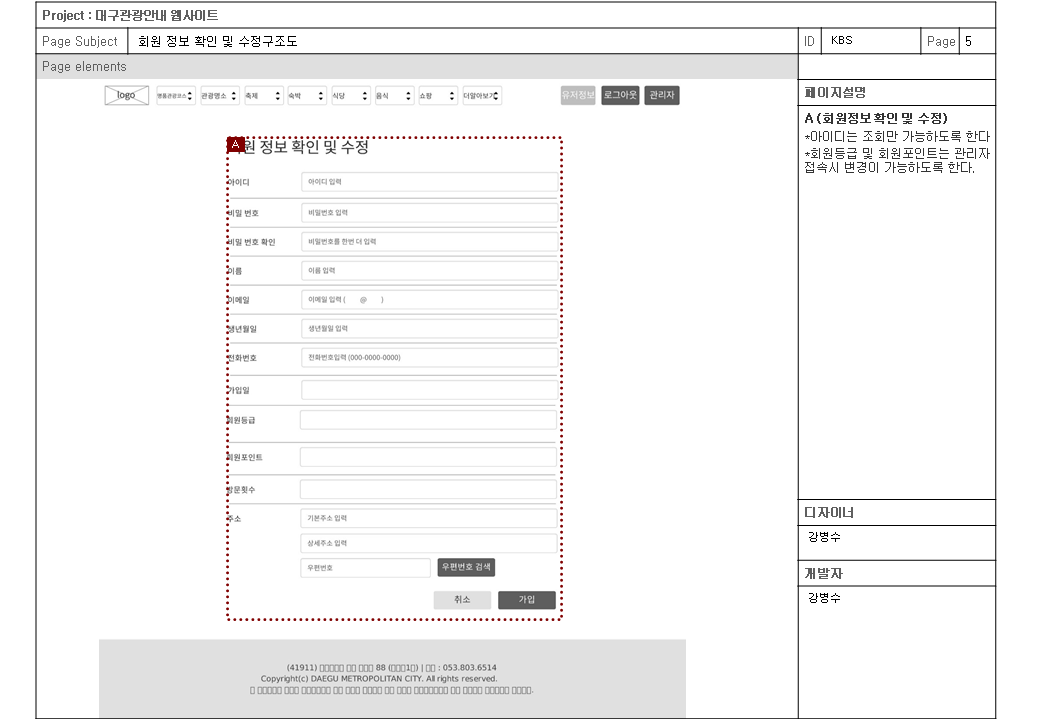 Project : 대구관광안내 웹사이트
Page Subject 회원 정보 확인 및 수정구조도 ID KBS Page 5
Page elements
logo 명품관광코스 관광명소 축제 숙박 식당 음식 쇼핑 더알아보기 유저정보 로그아웃 관리자
페이지설명
A (회원정보 확인 및 수정)
*아이디는 조회만 가능하도록 한다
*회원등급 및 회원포인트는 관리자
접속시 변경이 가능하도록 한다.
A 원 정보 확인 및 수정
아이디 아이디 입력
비밀 번호 비밀번호 입력
비밀 번호 확인 비밀번호를 한번 더 입력
이름 이름 입력
이메일 이메일 입력 ( @ )
생년월일 생년월일 입력
전화번호 전화번호입력 (000-0000-0000)
가입일
회원등급
회원포인트
방문횟수
주소 기본주소 입력
상세주소 입력
우편번호 우편번호 검색
취소 가입
디자이너
강병수
개발자
강병수
(41911) 88 ( 1 ) | : 053.803.6514
Copyright(c) DAEGU METROPOLITAN CITY. All rights reserved.